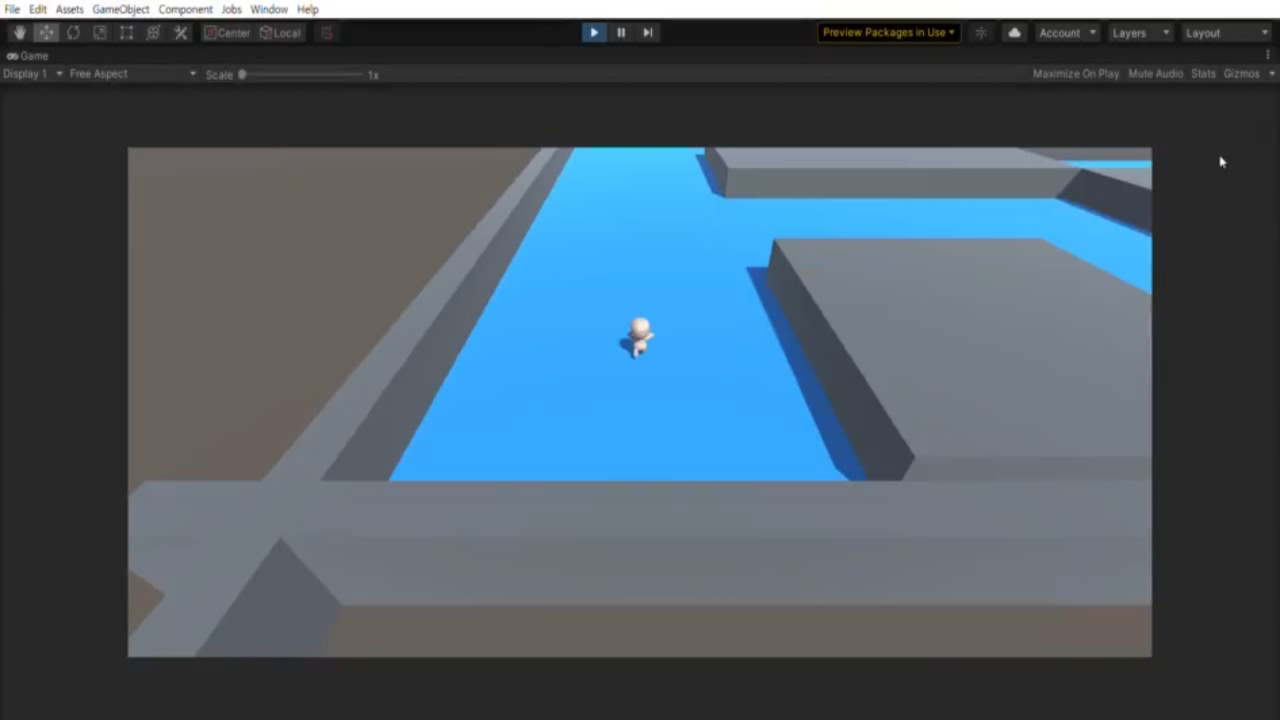 File Edit Assets GameObject Component Jobs Window Help
Center Local Preview Packages in Use Account Layers Layout
Game
Display 1 Free Aspect Scale 1x Maximize On Play Mute Audio Stats Gizmos